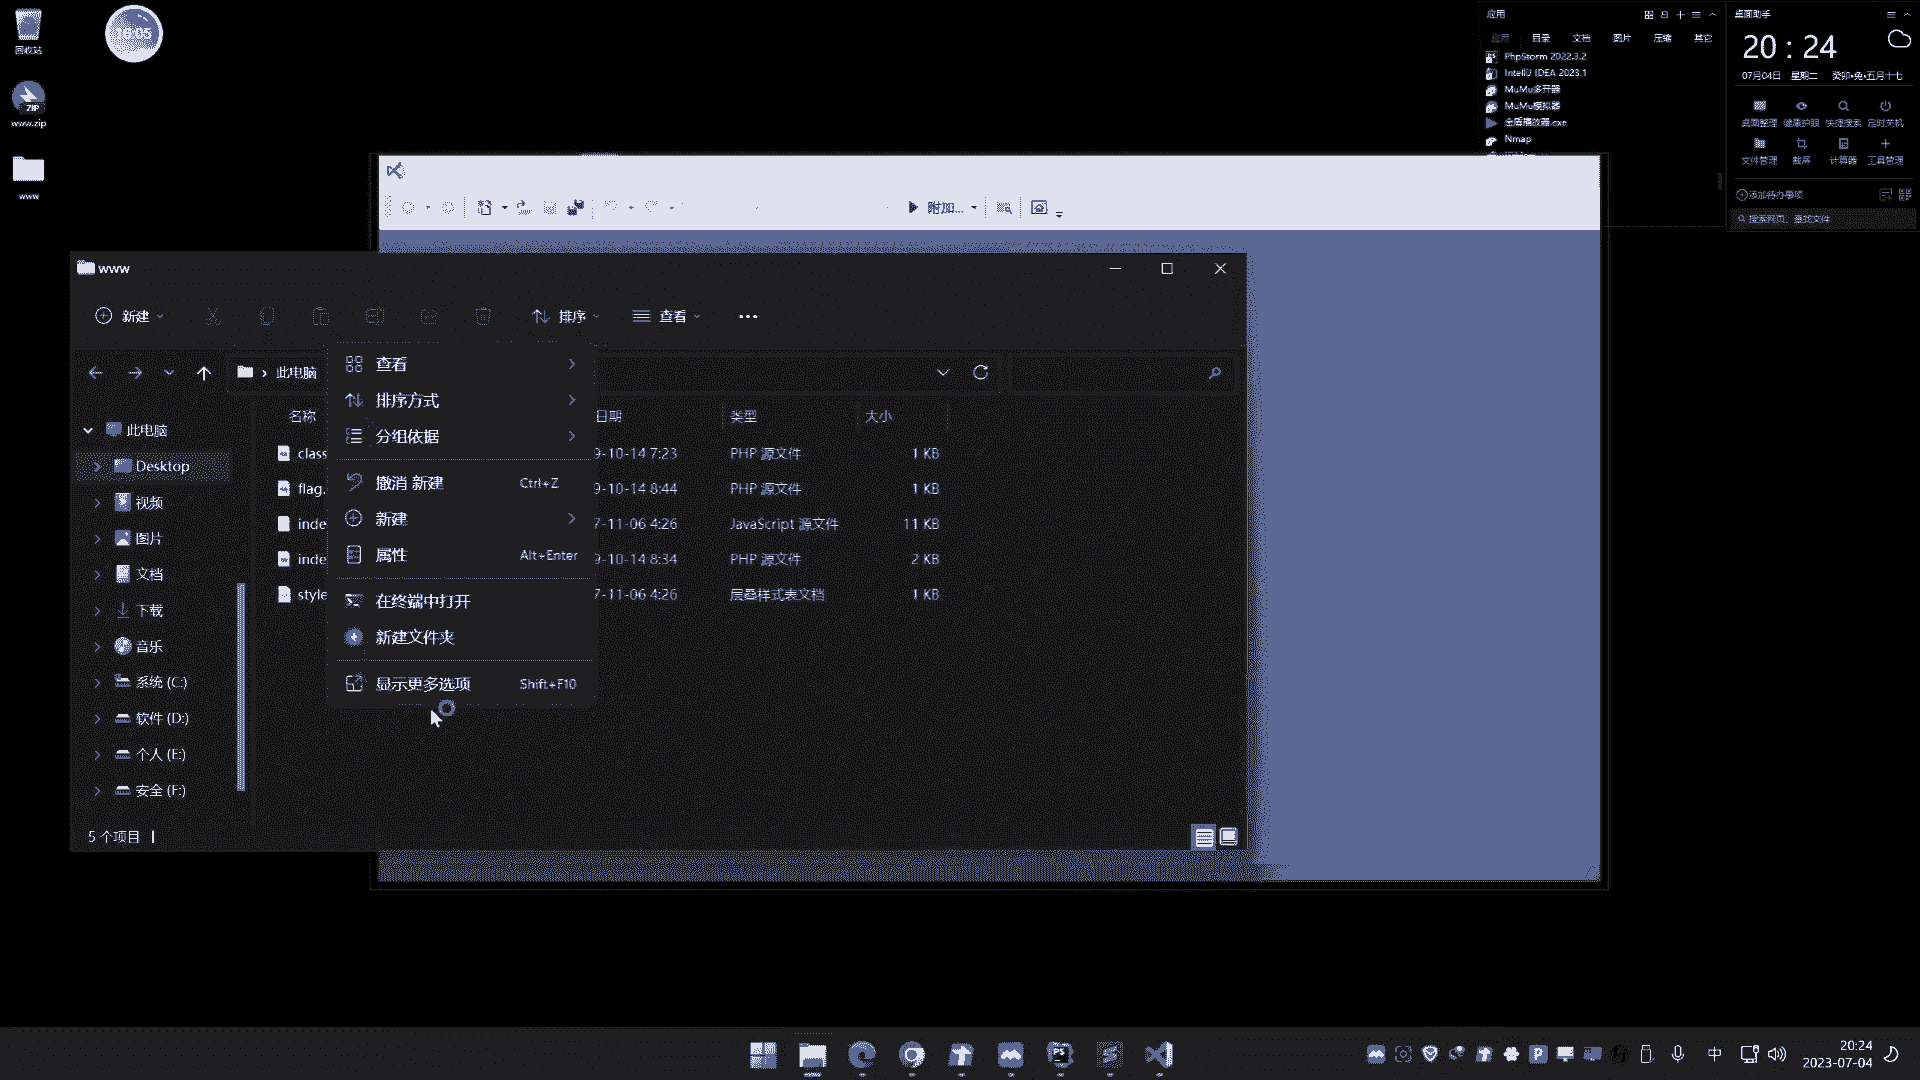 回收站
16:05
www.zip
www
应用
应用 目录 文档 图片 压缩 其它
PhpStorm 2022.3.2
IntelliJ IDEA 2023.1
MuMu多开器
MuMu模拟器
金盾播放器.exe
Nmap
桌面助手
20 : 24
07月04日 星期二 癸卯•兔•五月十七
桌面整理 健康护眼 快捷搜索 定时关机
文件管理 截屏 计算器 工具管理
添加待办事项
搜索网页、查找文件
附加...
www
新建 排序 查看
此电脑
名称 日期 类型 大小
class 9-10-14 7:23 PHP 源文件 1 KB
flag. 9-10-14 8:44 PHP 源文件 1 KB
inde 7-11-06 4:26 JavaScript 源文件 11 KB
inde 9-10-14 8:34 PHP 源文件 2 KB
style 7-11-06 4:26 层叠样式表文档 1 KB
此电脑
Desktop
视频
图片
文档
下载
音乐
系统 (C:)
软件 (D:)
个人 (E:)
安全 (F:)
5 个项目
查看
排序方式
分组依据
撤消 新建 Ctrl+Z
新建
属性 Alt+Enter
在终端中打开
新建文件夹
显示更多选项 Shift+F10
中
20:24
2023-07-04